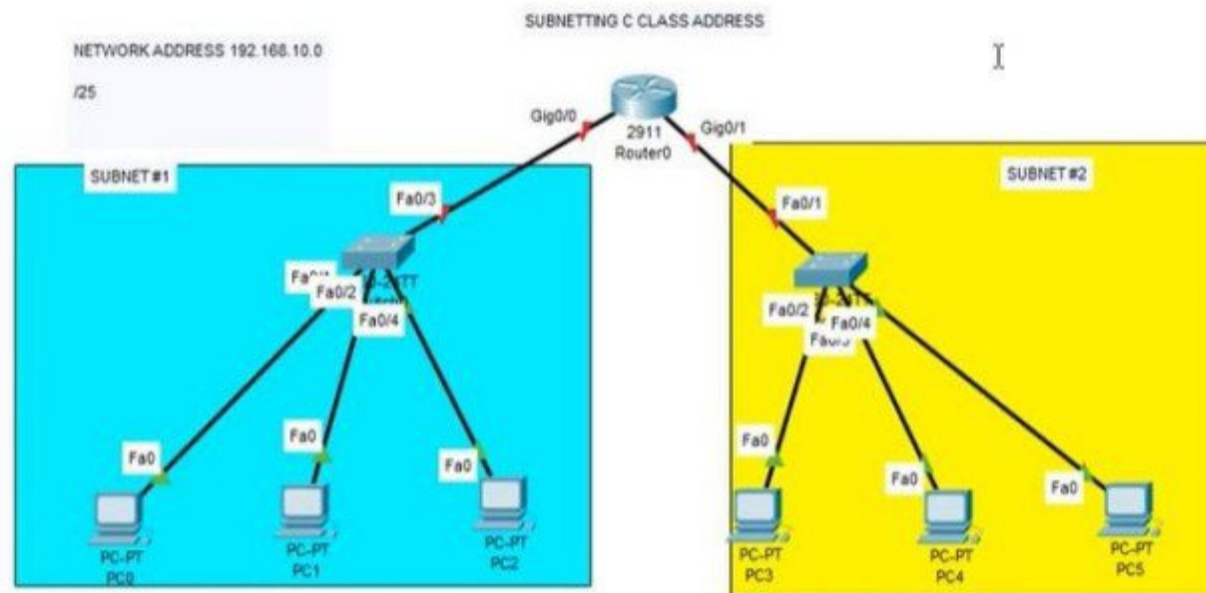 SUBNETTING C CLASS ADDRESS
NETWORK ADDRESS 192.168.10.0
/25
Gig0/0
2911
Router0
Gig0/1
SUBNET #1
SUBNET #2
Fa0/3
Fa0/1
Fa0/2
Fa0/4
Fa0/2
Fa0/4
Fa0
Fa0
Fa0
Fa0
Fa0
Fa0
PC-PT
PC0
PC-PT
PC1
PC-PT
PC2
PC-PT
PC3
PC-PT
PC4
PC-PT
PC5